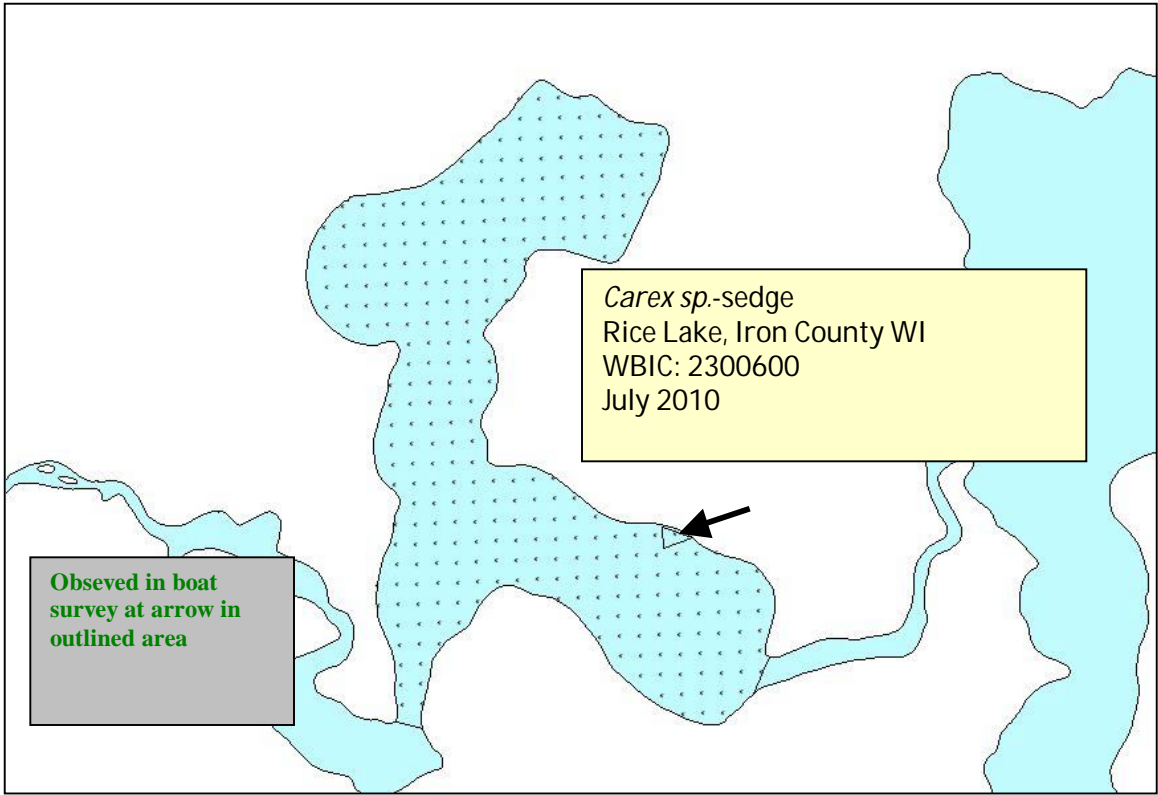 Carex sp.-sedge
Rice Lake, Iron County WI
WBIC: 2300600
July 2010
Obseved in boat
survey at arrow in
outlined area